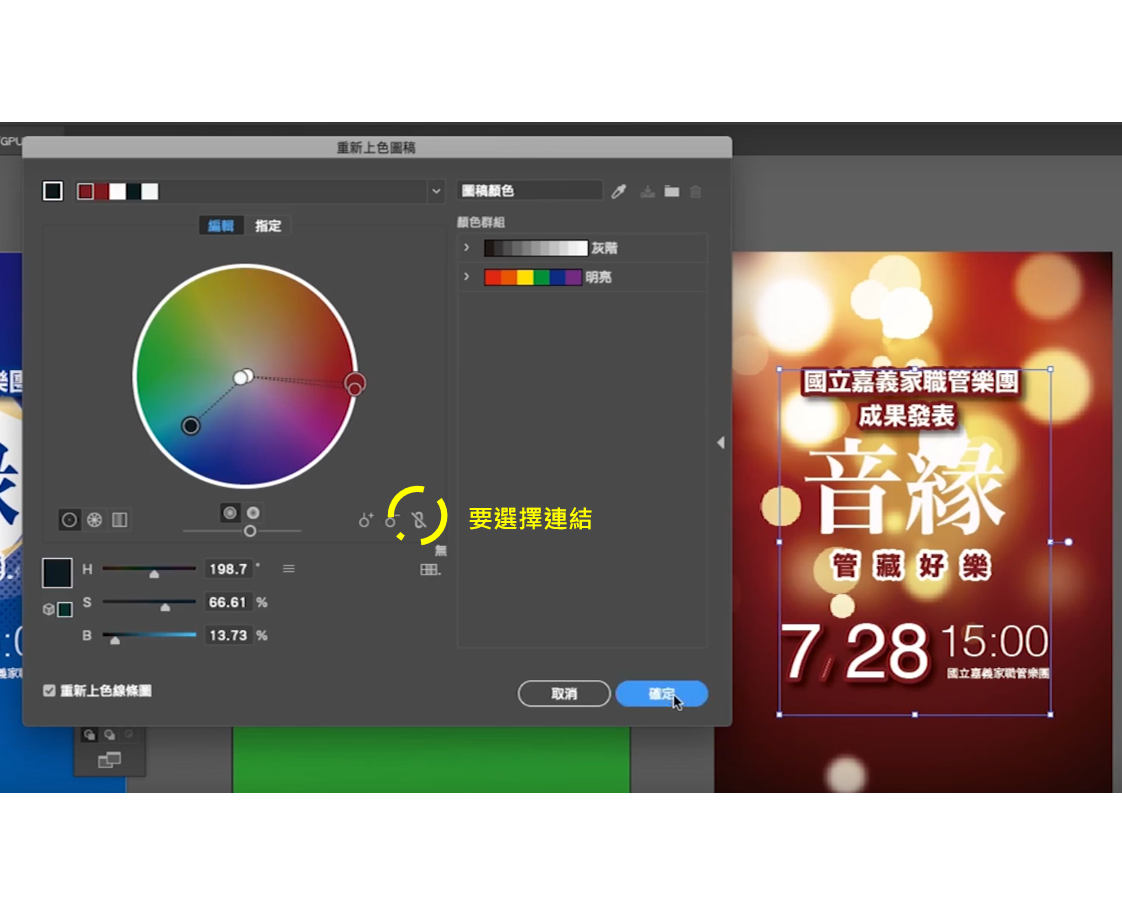 GPU
重新上色圖稿
圖稿顏色
編輯
指定
顏色群組
灰階
明亮
要選擇連結
無
H
198.7
°
S
66.61
%
B
13.73
%
重新上色線條圖
取消
確定
國立嘉義家職管樂團
成果發表
音緣
管藏好樂
7/28
15:00
國立嘉義家職管樂團